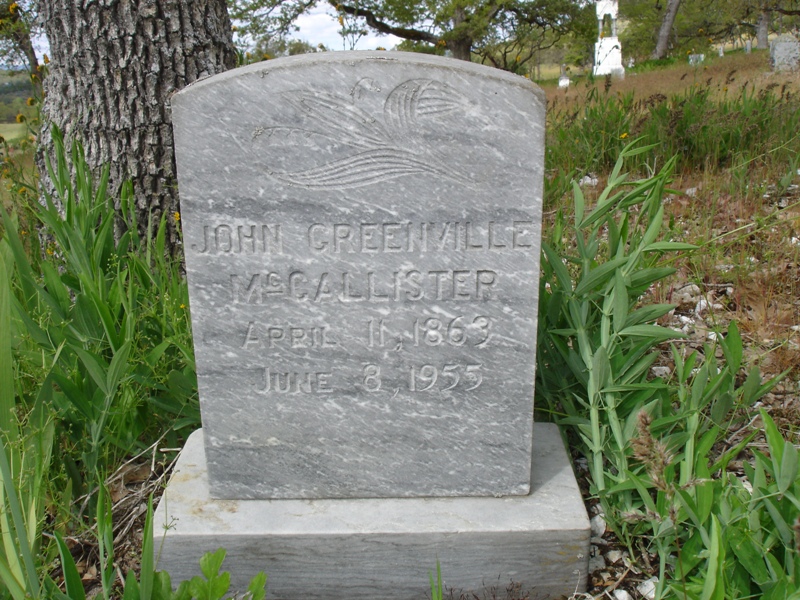 JOHN GREENVILLE
McCALLISTER
APRIL 11, 1863
JUNE 8, 1955